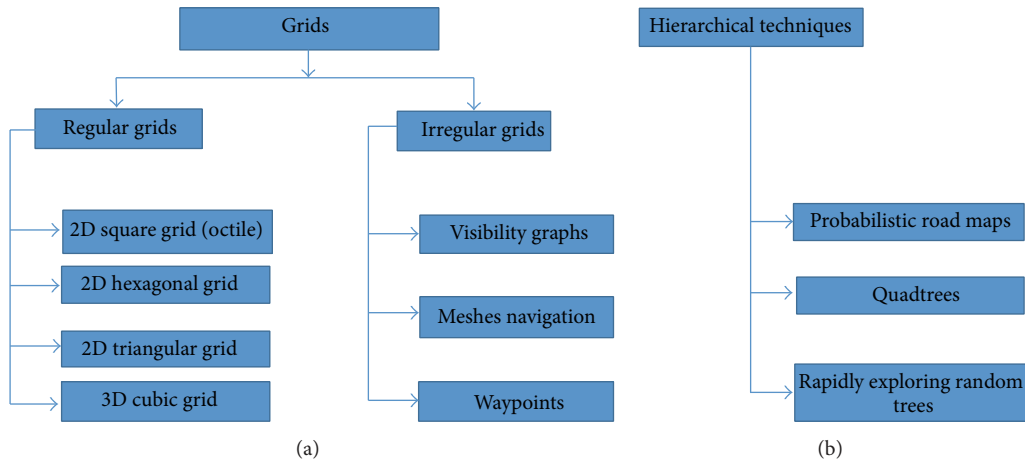 Grids
Regular grids
2D square grid (octile)
2D hexagonal grid
2D triangular grid
3D cubic grid
Irregular grids
Visibility graphs
Meshes navigation
Waypoints
(a)
Hierarchical techniques
Probabilistic road maps
Quadtrees
Rapidly exploring random
trees
(b)